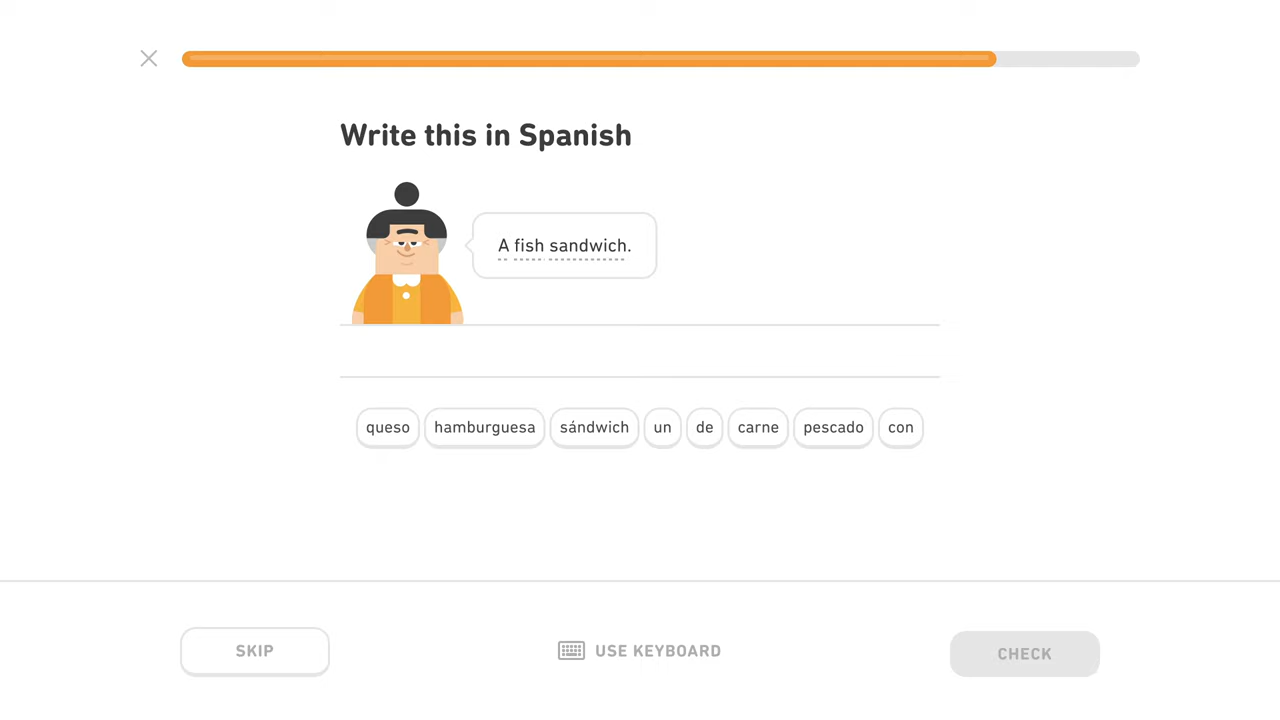 Write this in Spanish
A fish sandwich.
queso hamburguesa sándwich un de carne pescado con
SKIP USE KEYBOARD CHECK